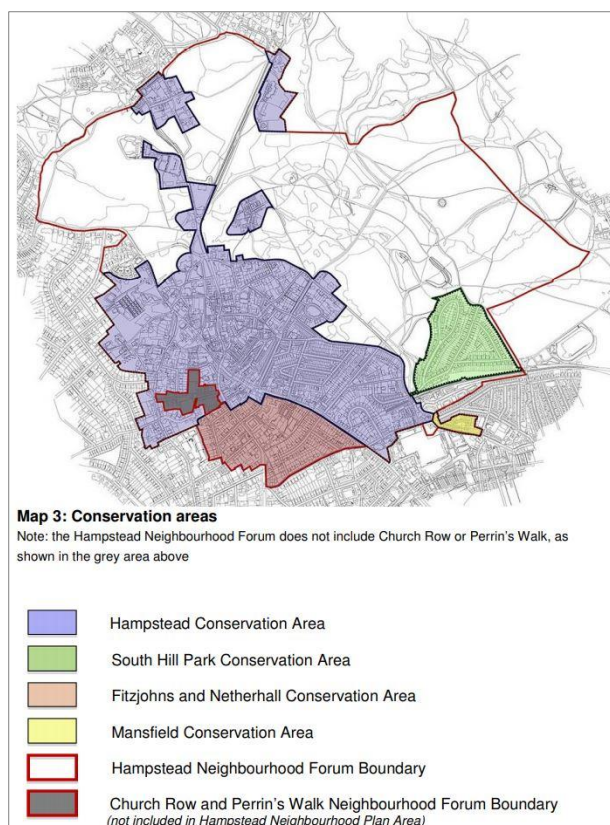 Map 3: Conservation areas
Note: the Hampstead Neighbourhood Forum does not include Church Row or Perrin's Walk, as
shown in the grey area above
Hampstead Conservation Area
South Hill Park Conservation Area
Fitzjohns and Netherhall Conservation Area
Mansfield Conservation Area
Hampstead Neighbourhood Forum Boundary
Church Row and Perrin's Walk Neighbourhood Forum Boundary
(not included in Hampstead Neighbourhood Plan Area)